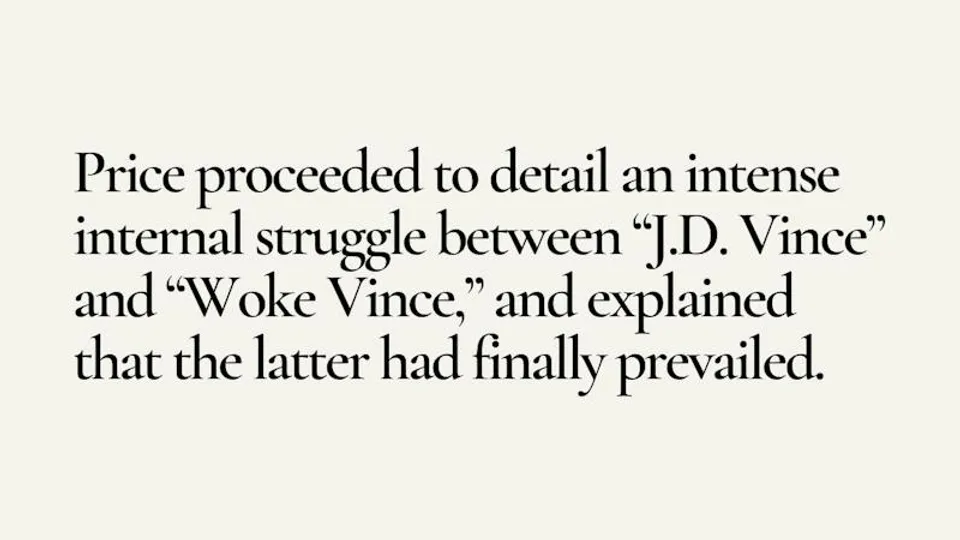 Price proceeded to detail an intense
internal struggle between “J.D. Vince”
and “Woke Vince,” and explained
that the latter had finally prevailed.